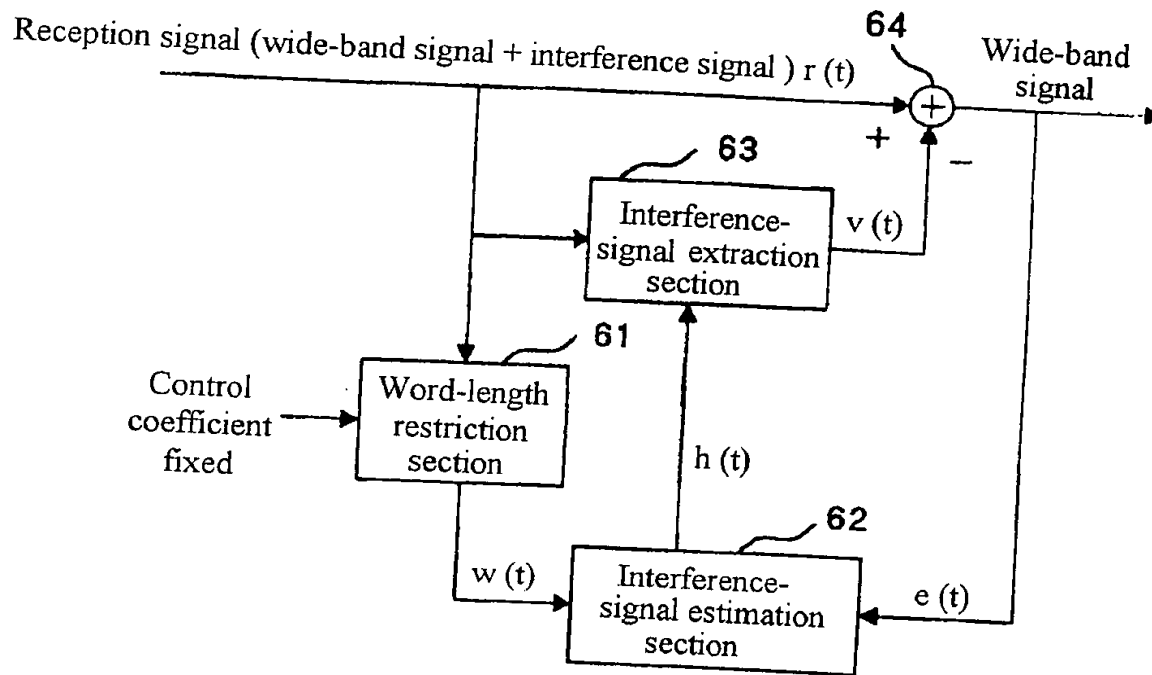 Reception signal (wide-band signal + interference signal ) r (t)
64
Wide-band
signal
+
+
−
63
Interference-
signal extraction
section
v (t)
61
Control
coefficient
fixed
Word-length
restriction
section
h (t)
62
w (t)
Interference-
signal estimation
section
e (t)